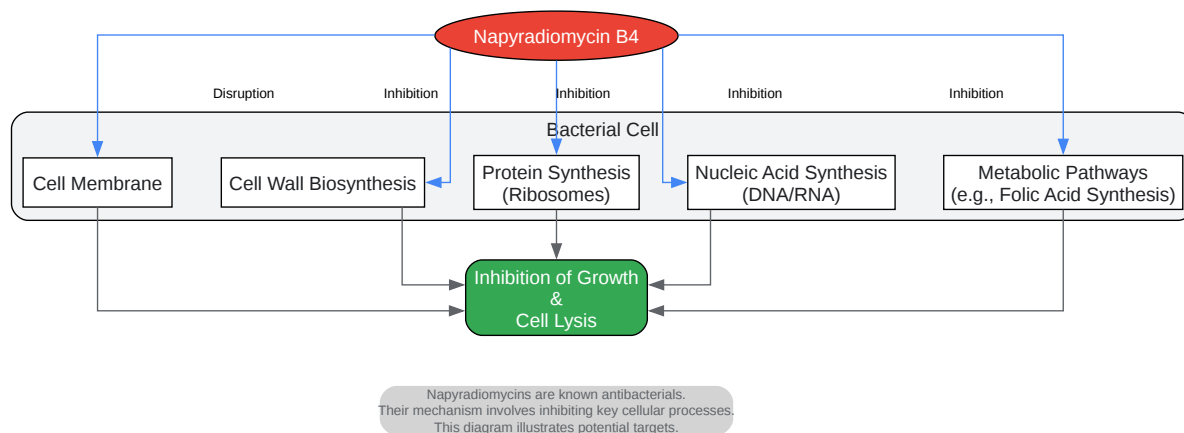 Napyradiomycin B4
Disruption
Inhibition
Inhibition
Inhibition
Inhibition
Bacterial Cell
Cell Membrane
Cell Wall Biosynthesis
Protein Synthesis
(Ribosomes)
Nucleic Acid Synthesis
(DNA/RNA)
Metabolic Pathways
(e.g., Folic Acid Synthesis)
Inhibition of Growth
&
Cell Lysis
Napyradiomycins are known antibacterials.
Their mechanism involves inhibiting key cellular processes.
This diagram illustrates potential targets.